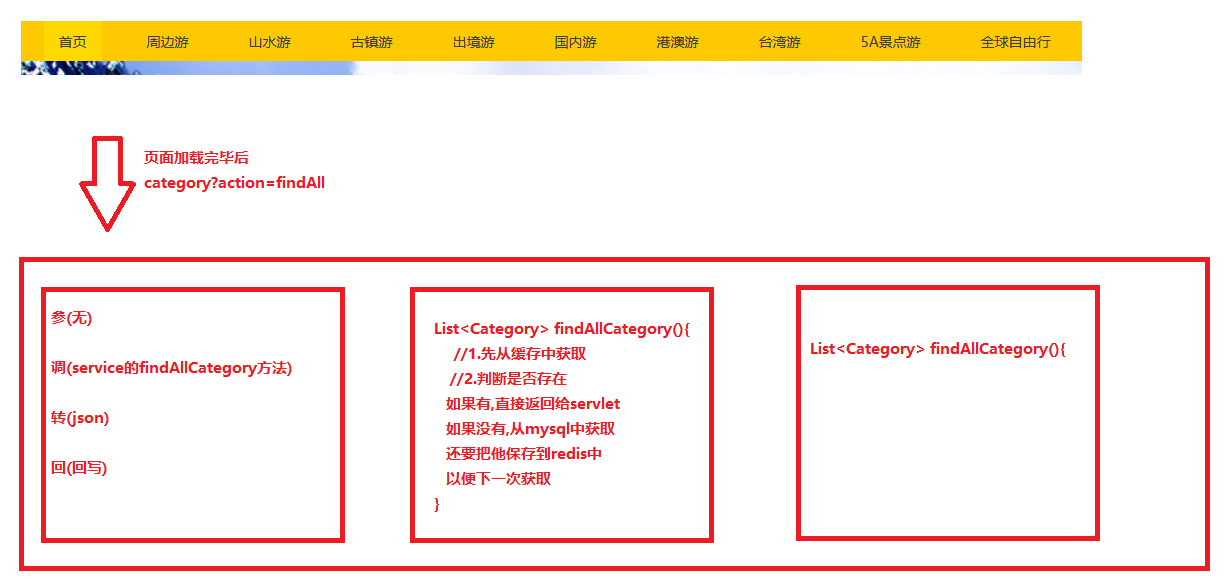 首页 周边游 山水游 古镇游 出境游 国内游 港澳游 台湾游 5A景点游 全球自由行
页面加载完毕后
category?action=findAll
参(无)
调(service的findAllCategory方法)
转(json)
回(回写)
List<Category> findAllCategory(){
//1.先从缓存中获取
//2.判断是否存在
如果有,直接返回给servlet
如果没有,从mysql中获取
还要把他保存到redis中
以便下一次获取
}
List<Category> findAllCategory(){